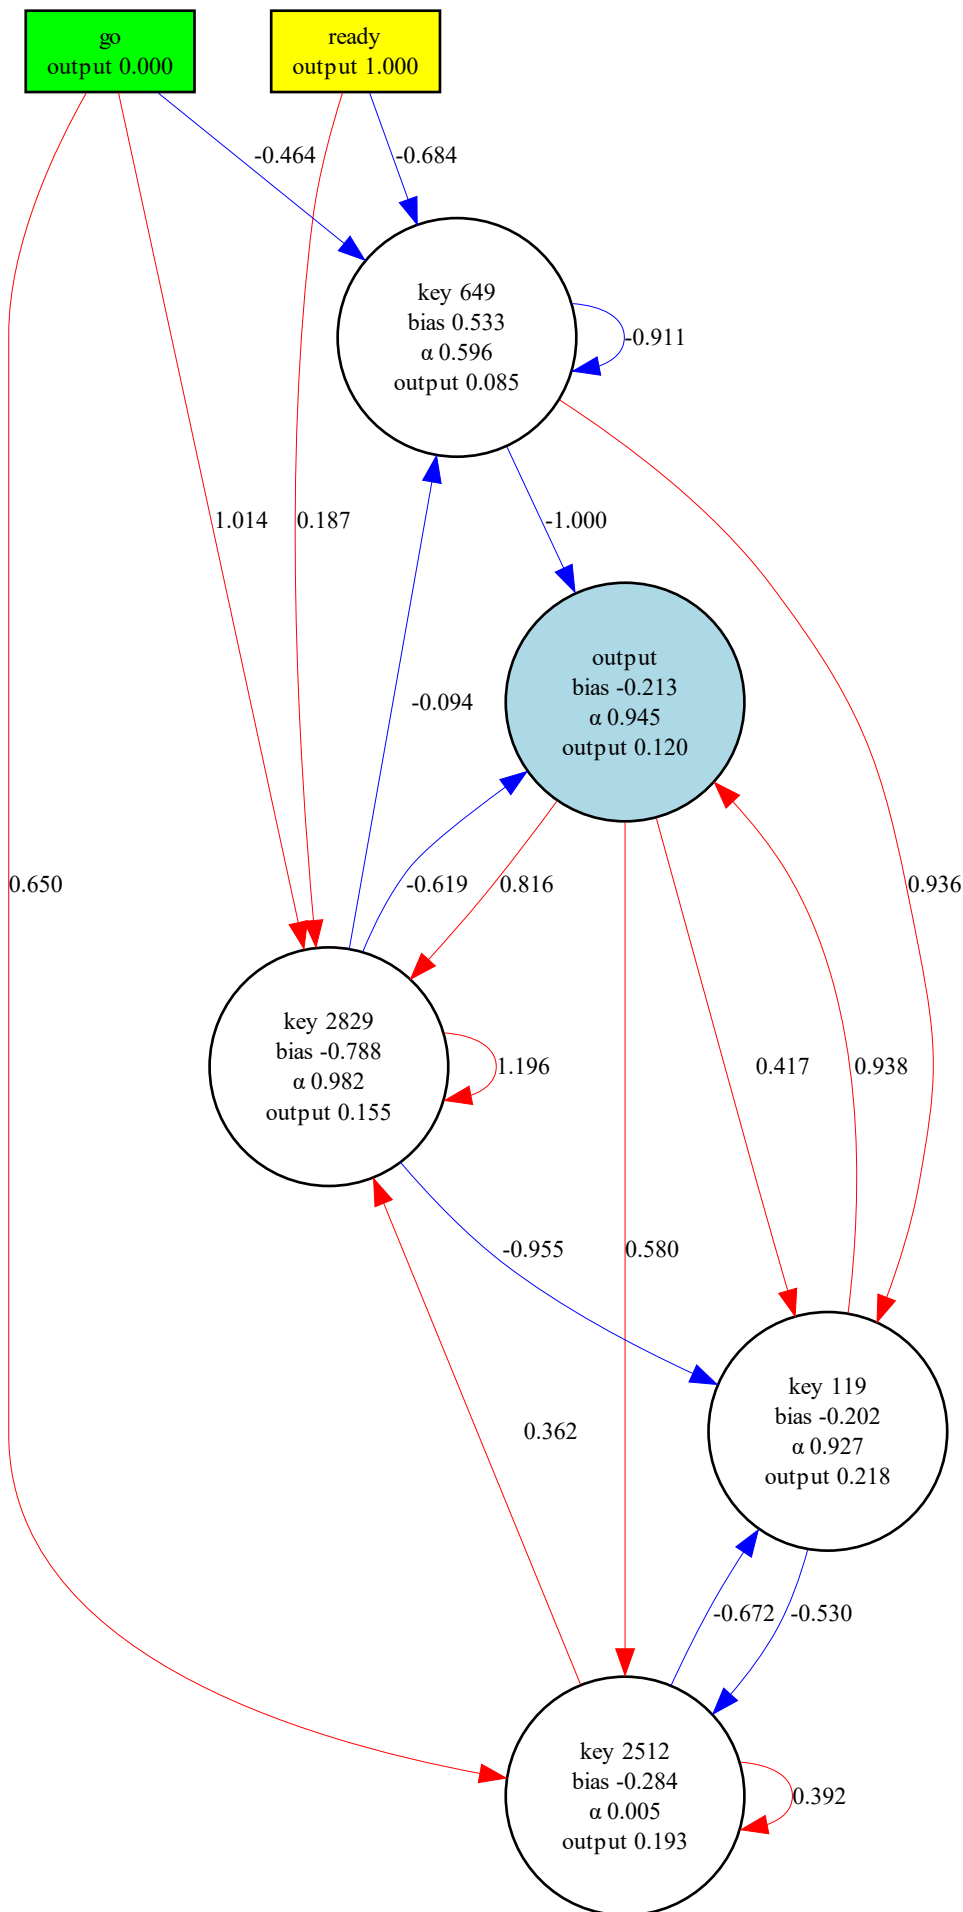 go
output 0.000
ready
output 1.000
-0.464
-0.684
key 649
bias 0.533
α 0.596
output 0.085
-0.911
1.014
0.187
-1.000
output
bias -0.213
α 0.945
output 0.120
-0.094
0.650
-0.619
0.816
0.936
key 2829
bias -0.788
α 0.982
output 0.155
1.196
0.417
0.938
-0.955
0.580
key 119
bias -0.202
α 0.927
output 0.218
0.362
-0.672
-0.530
key 2512
bias -0.284
α 0.005
output 0.193
0.392